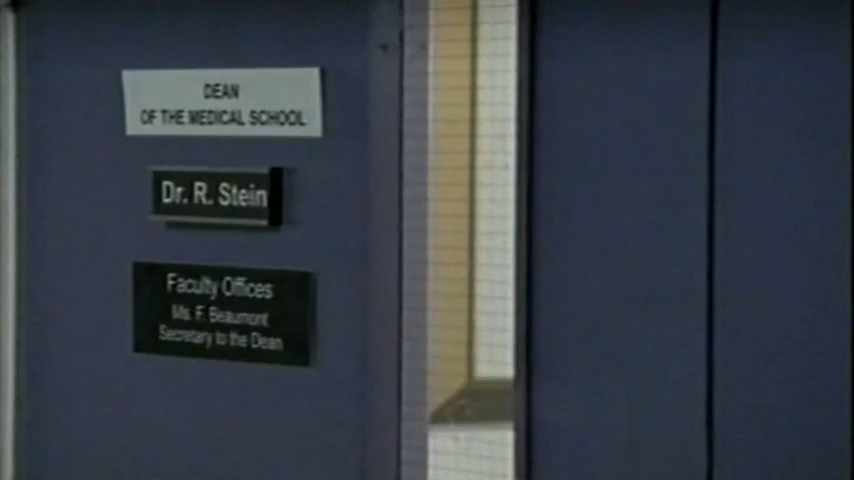 DEAN
OF THE MEDICAL SCHOOL
Dr. R. Stein
Faculty Offices
Ms. F. Beaumont
Secretary to the Dean